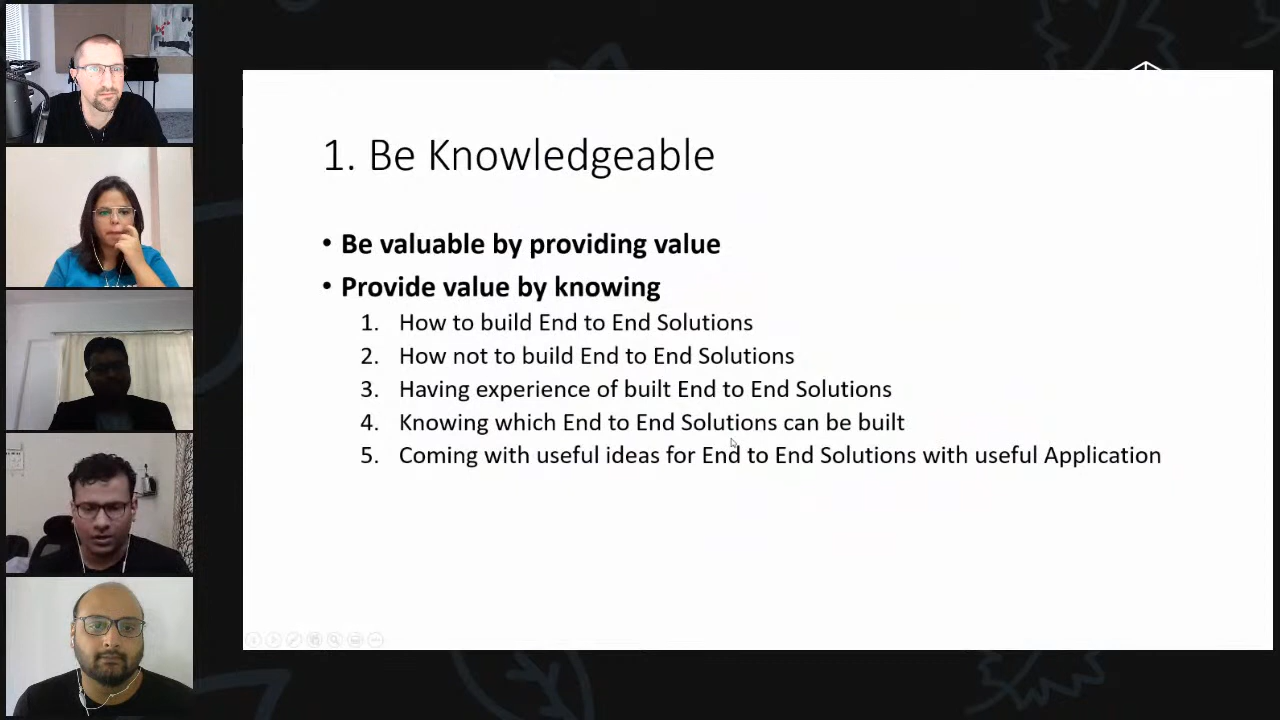 1. Be Knowledgeable
• Be valuable by providing value
• Provide value by knowing
1. How to build End to End Solutions
2. How not to build End to End Solutions
3. Having experience of built End to End Solutions
4. Knowing which End to End Solutions can be built
5. Coming with useful ideas for End to End Solutions with useful Application